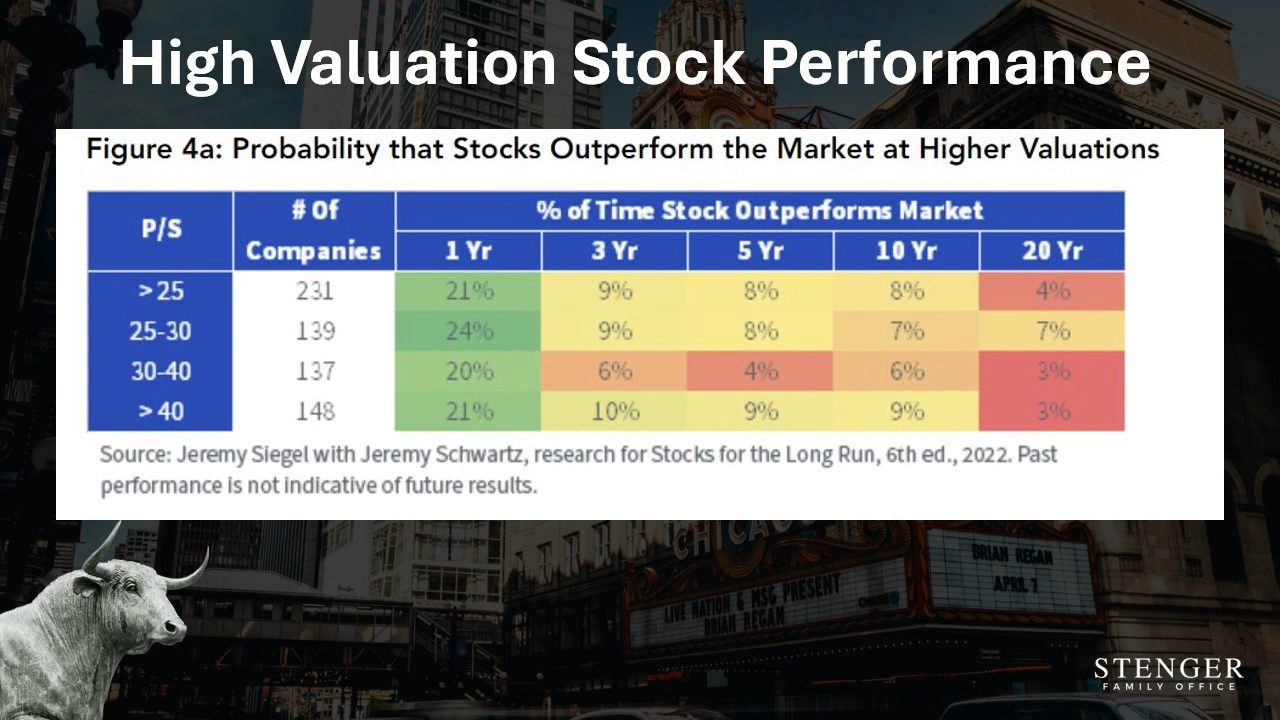 High Valuation Stock Performance
Figure 4a: Probability that Stocks Outperform the Market at Higher Valuations
P/S # Of Companies % of Time Stock Outperforms Market
1 Yr 3 Yr 5 Yr 10 Yr 20 Yr
> 25 231 21% 9% 8% 8% 4%
25-30 139 24% 9% 8% 7% 7%
30-40 137 20% 6% 4% 6% 3%
> 40 148 21% 10% 9% 9% 3%
Source: Jeremy Siegel with Jeremy Schwartz, research for Stocks for the Long Run, 6th ed., 2022. Past
performance is not indicative of future results.
CHICAGO
LIVE NATION & MSG PRESENT
BRIAN REGAN
BRIAN REGAN
APRIL 7
STENGER
FAMILY OFFICE